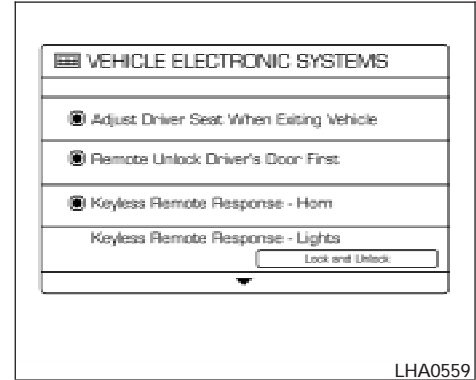 VEHICLE ELECTRONIC SYSTEMS
Adjust Driver Seat When Exiting Vehicle
Remote Unlock Driver's Door First
Keyless Remote Response - Horn
Keyless Remote Response - Lights
Lock and Unlock
LHA0559